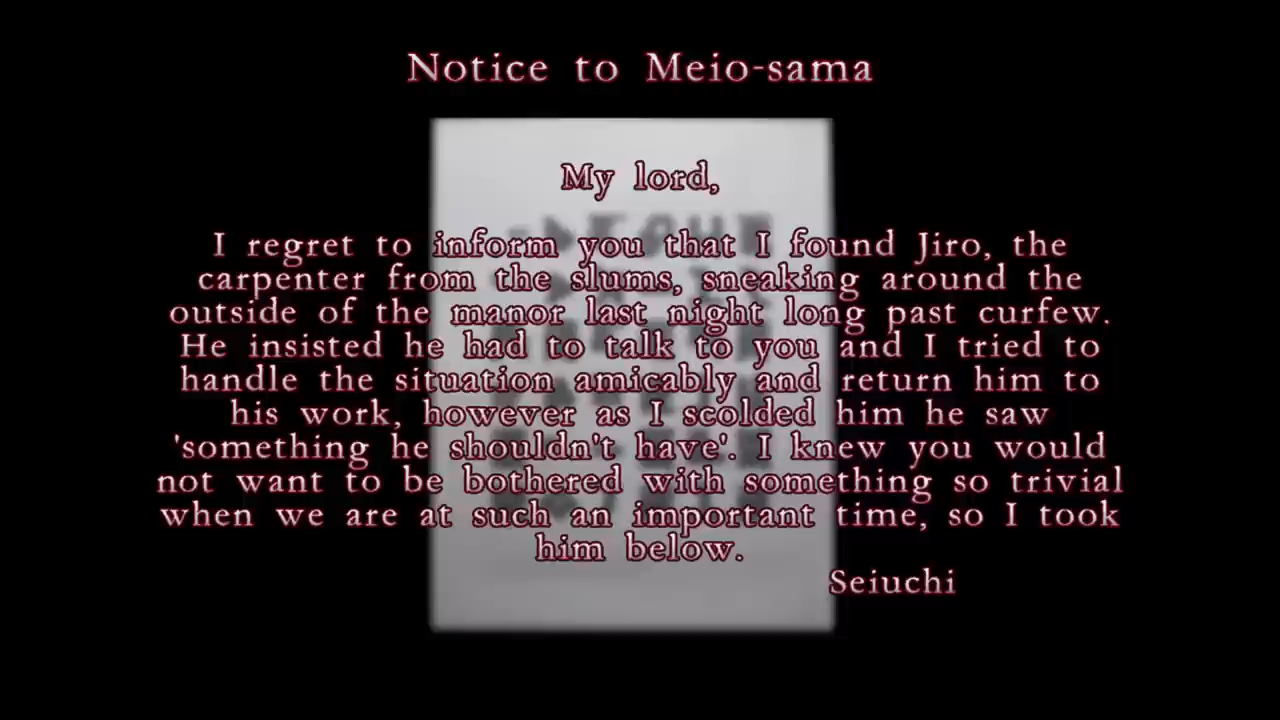 Notice to Meio-sama
My lord,
I regret to inform you that I found Jiro, the
carpenter from the slums, sneaking around the
outside of the manor last night long past curfew.
He insisted he had to talk to you and I tried to
handle the situation amicably and return him to
his work, however as I scolded him he saw
'something he shouldn't have'. I knew you would
not want to be bothered with something so trivial
when we are at such an important time, so I took
him below.
Seiuchi